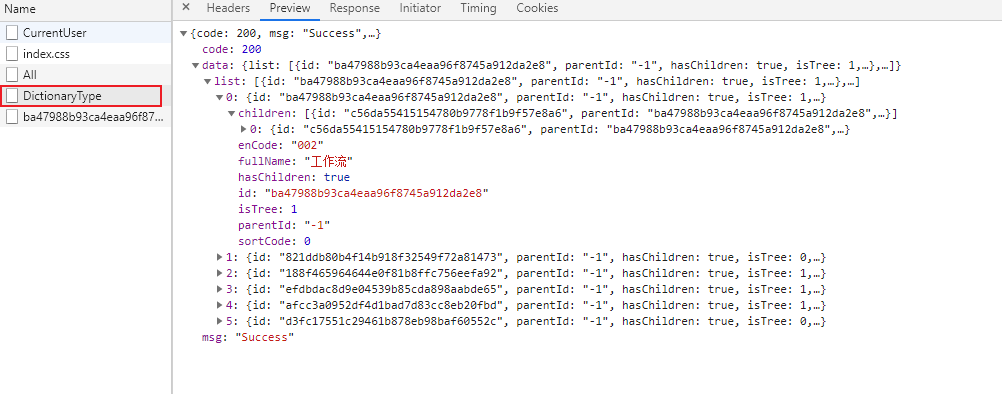 Name
× Headers Preview Response Initiator Timing Cookies
CurrentUser
index.css
All
DictionaryType
ba47988b93ca4eaa96f87...
▼{code: 200, msg: "Success",…}
code: 200
▼data: {list: [{id: "ba47988b93ca4eaa96f8745a912da2e8", parentId: "-1", hasChildren: true, isTree: 1,…},…]}
▼list: [{id: "ba47988b93ca4eaa96f8745a912da2e8", parentId: "-1", hasChildren: true, isTree: 1,…},…]
▼0: {id: "ba47988b93ca4eaa96f8745a912da2e8", parentId: "-1", hasChildren: true, isTree: 1,…}
▼children: [{id: "c56da55415154780b9778f1b9f57e8a6", parentId: "ba47988b93ca4eaa96f8745a912da2e8",…}]
▶0: {id: "c56da55415154780b9778f1b9f57e8a6", parentId: "ba47988b93ca4eaa96f8745a912da2e8",…}
enCode: "002"
fullName: "工作流"
hasChildren: true
id: "ba47988b93ca4eaa96f8745a912da2e8"
isTree: 1
parentId: "-1"
sortCode: 0
▶1: {id: "821ddb80b4f14b918f32549f72a81473", parentId: "-1", hasChildren: true, isTree: 0,…}
▶2: {id: "188f465964644e0f81b8ffc756eefa92", parentId: "-1", hasChildren: true, isTree: 1,…}
▶3: {id: "efdbdac8d9e04539b85cda898aabde65", parentId: "-1", hasChildren: true, isTree: 1,…}
▶4: {id: "afcc3a0952df4d1bad7d83cc8eb20fbd", parentId: "-1", hasChildren: true, isTree: 1,…}
▶5: {id: "d3fc17551c29461b878eb98baf60552c", parentId: "-1", hasChildren: true, isTree: 0,…}
msg: "Success"